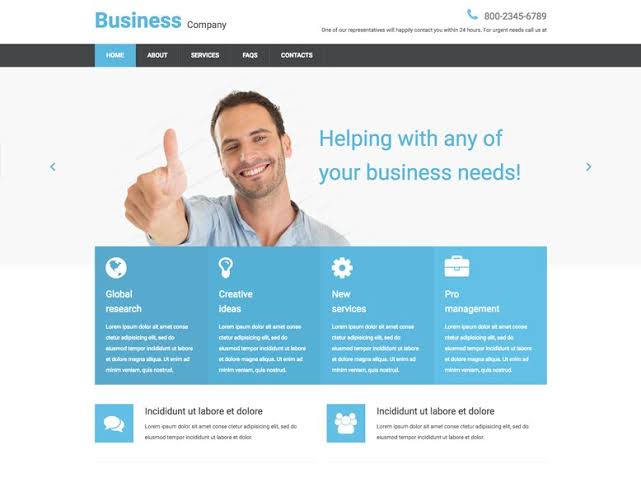 Business Company
800-2345-6789
One of our representatives will happily contact you within 24 hours. For urgent needs call us at
HOME ABOUT SERVICES FAQS CONTACTS
Helping with any of
your business needs!
Global
research
Lorem ipsum dolor sit amet conse
ctetur adipisicing elit, sed do
eiusmod tempor incididunt ut labore
et dolore magna aliqua. Ut enim ad
minim veniam, quis nostrud.
Creative
ideas
Lorem ipsum dolor sit amet conse
ctetur adipisicing elit, sed do
eiusmod tempor incididunt ut labore
et dolore magna aliqua. Ut enim ad
minim veniam, quis nostrud.
New
services
Lorem ipsum dolor sit amet conse
ctetur adipisicing elit, sed do
eiusmod tempor incididunt ut labore
et dolore magna aliqua. Ut enim ad
minim veniam, quis nostrud.
Pro
management
Lorem ipsum dolor sit amet conse
ctetur adipisicing elit, sed do
eiusmod tempor incididunt ut labore
et dolore magna aliqua. Ut enim ad
minim veniam, quis nostrud.
Incididunt ut labore et dolore
Lorem ipsum dolor sit amet conse ctetur adipisicing elit, sed do
eiusmod tempor incididunt ut labore et dolor.
Incididunt ut labore et dolore
Lorem ipsum dolor sit amet conse ctetur adipisicing elit, sed do
eiusmod tempor incididunt ut labore et dolor.